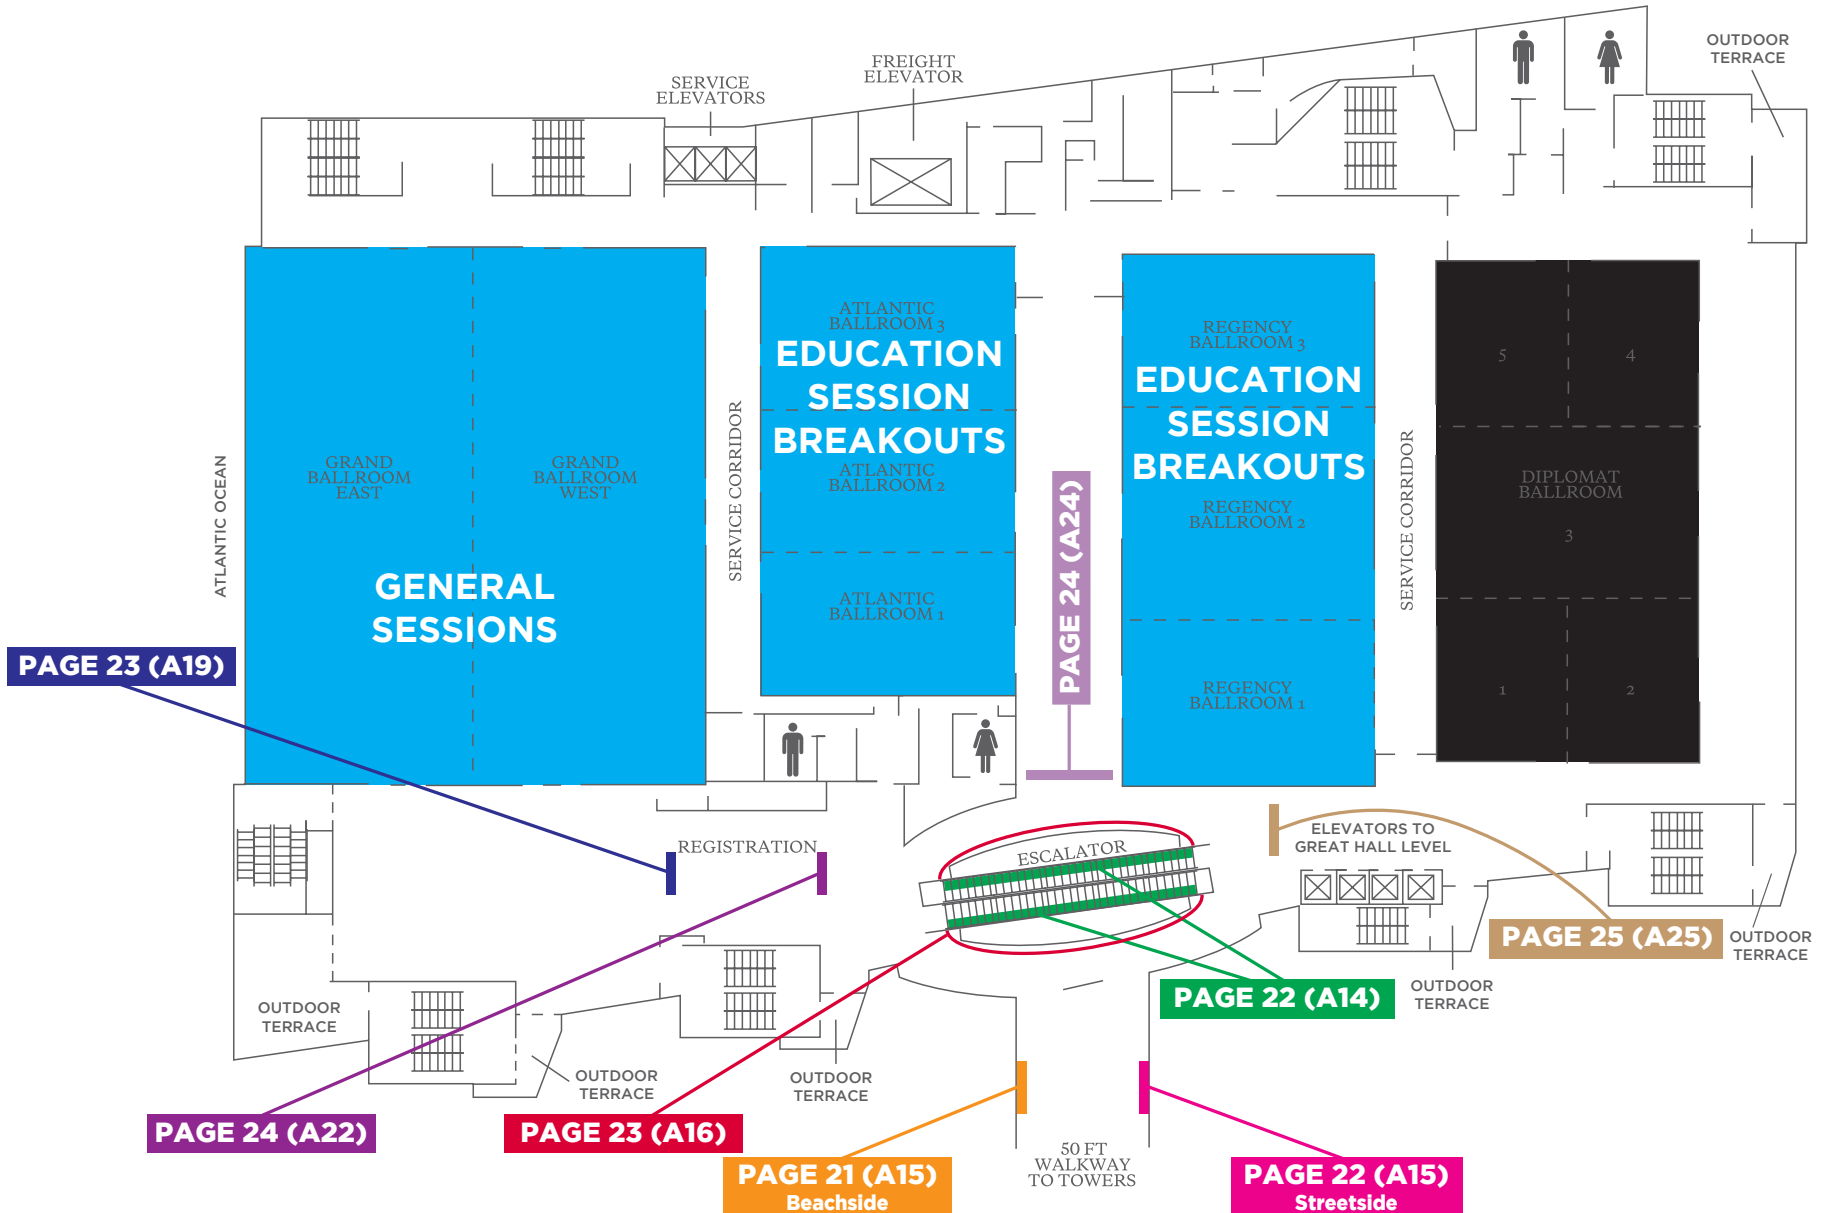 OUTDOOR
TERRACE
FREIGHT
ELEVATOR
SERVICE
ELEVATORS
ATLANTIC
BALLROOM 3
EDUCATION
SESSION
BREAKOUTS
ATLANTIC
BALLROOM 2
ATLANTIC
BALLROOM 1
REGENCY
BALLROOM 3
EDUCATION
SESSION
BREAKOUTS
REGENCY
BALLROOM 2
REGENCY
BALLROOM 1
5
4
DIPLOMAT
BALLROOM
3
1
2
GRAND
BALLROOM
EAST
GRAND
BALLROOM
WEST
GENERAL
SESSIONS
ATLANTIC OCEAN
SERVICE CORRIDOR
PAGE 24 (A24)
SERVICE CORRIDOR
PAGE 23 (A19)
REGISTRATION
ESCALATOR
ELEVATORS TO
GREAT HALL LEVEL
PAGE 25 (A25)
OUTDOOR
TERRACE
PAGE 22 (A14)
OUTDOOR
TERRACE
OUTDOOR
TERRACE
OUTDOOR
TERRACE
OUTDOOR
TERRACE
PAGE 24 (A22)
PAGE 23 (A16)
PAGE 21 (A15)
Beachside
50 FT
WALKWAY
TO TOWERS
PAGE 22 (A15)
Streetside